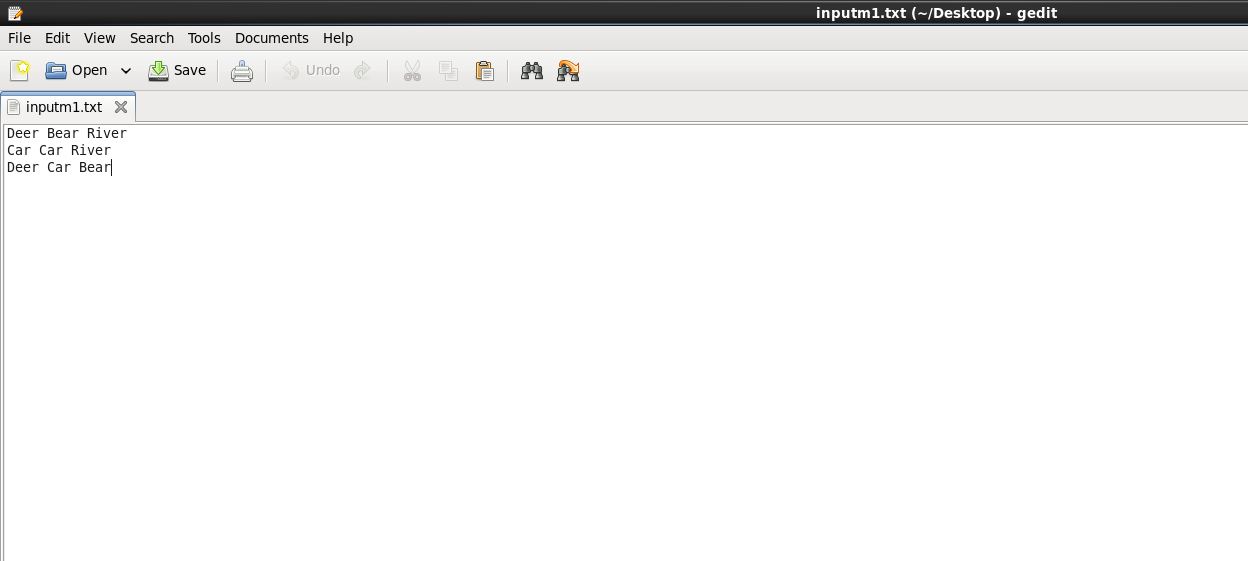 inputm1.txt (~/Desktop) - gedit
File Edit View Search Tools Documents Help
Open Save Undo
inputm1.txt
Deer Bear River
Car Car River
Deer Car Bear